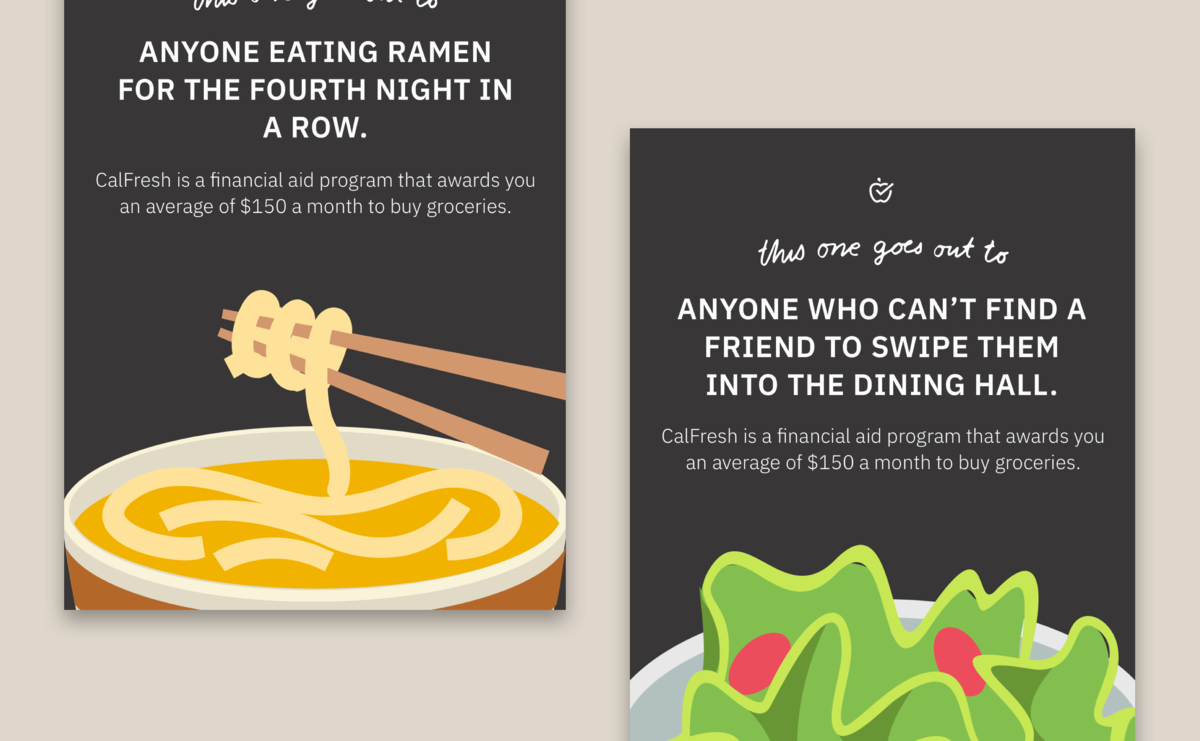 ANYONE EATING RAMEN
FOR THE FOURTH NIGHT IN
A ROW.
CalFresh is a financial aid program that awards you
an average of $150 a month to buy groceries.
this one goes out to
ANYONE WHO CAN’T FIND A
FRIEND TO SWIPE THEM
INTO THE DINING HALL.
CalFresh is a financial aid program that awards you
an average of $150 a month to buy groceries.